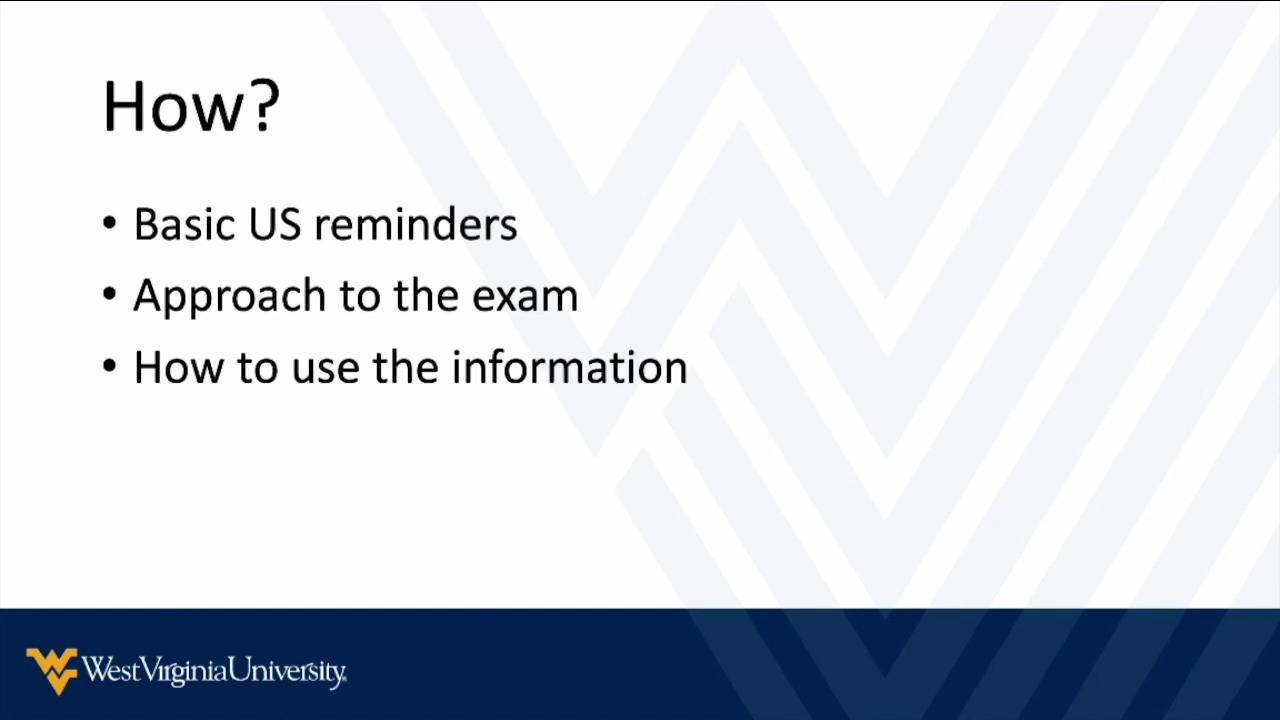 How?
• Basic US reminders
• Approach to the exam
• How to use the information
West Virginia University